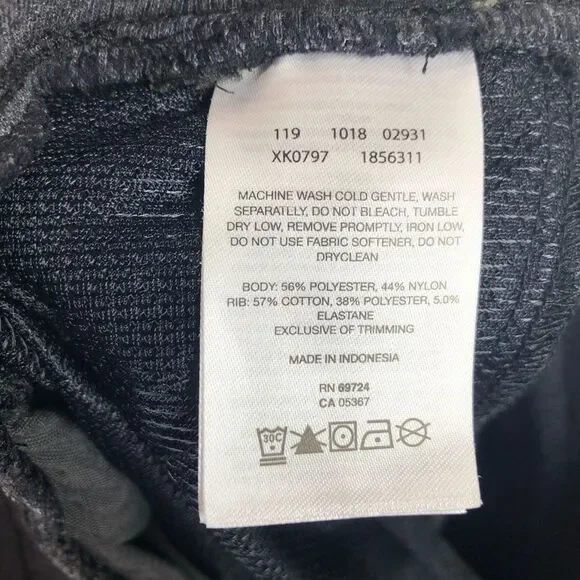 119 1018 02931
XK0797 1856311
MACHINE WASH COLD GENTLE, WASH
SEPARATLLY, DO NOT BLEACH, TUMBLE
DRY LOW, REMOVE PROMPTLY, IRON LOW,
DO NOT USE FABRIC SOFTENER, DO NOT
DRYCLEAN
BODY: 56% POLYESTER, 44% NYLON
RIB: 57% COTTON, 38% POLYESTER, 5.0%
ELASTANE
EXCLUSIVE OF TRIMMING
MADE IN INDONESIA
RN 69724
CA 05367
30C